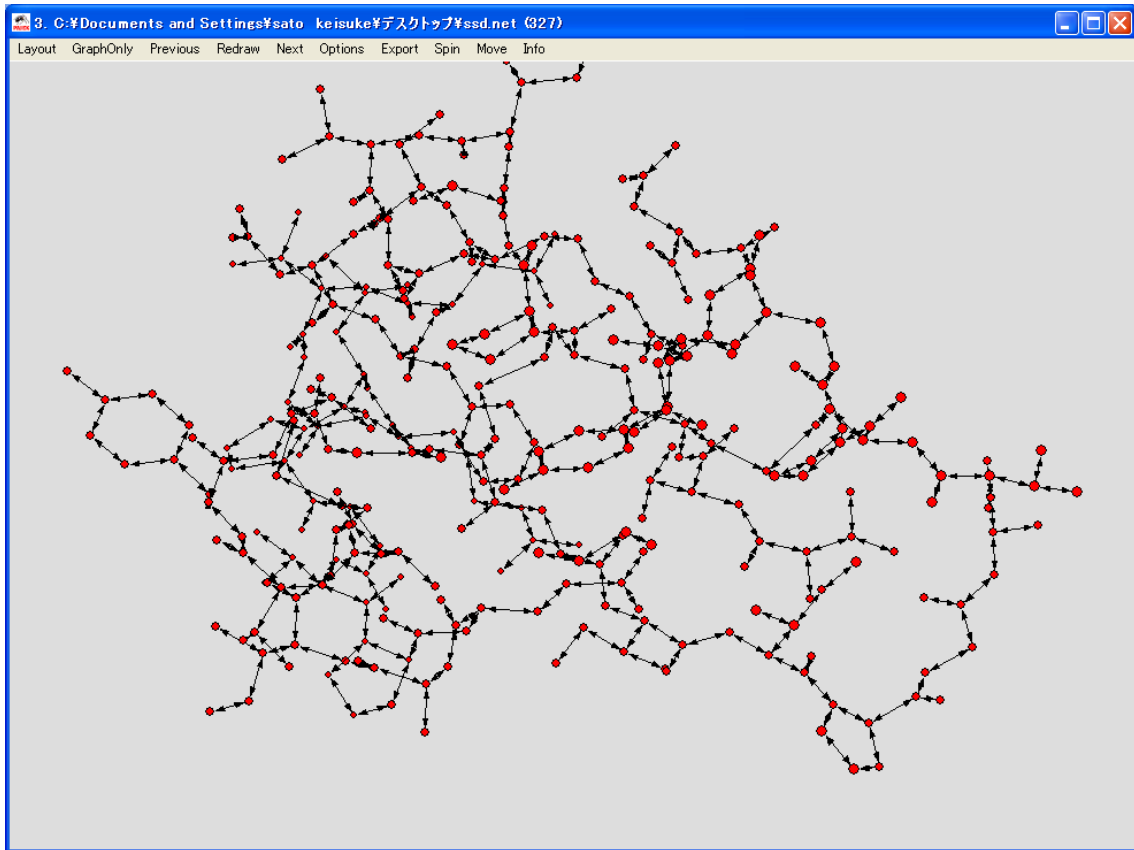 3. C:¥Documents and Settings¥sato keisuke¥デスクトップ¥ssd.net (327)
Layout GraphOnly Previous Redraw Next Options Export Spin Move Info